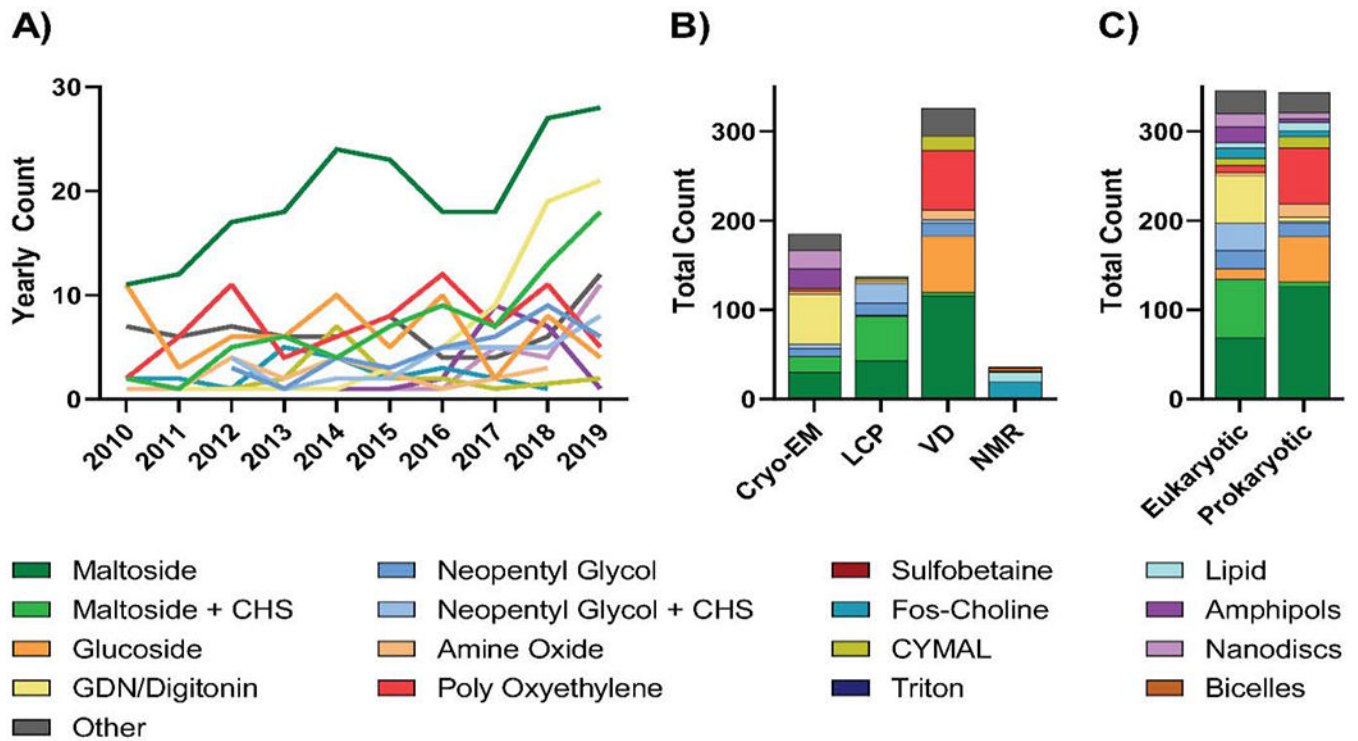 A)
B)
C)
Yearly Count
30
20
10
0
2010
2011
2012
2013
2014
2015
2016
2017
2018
2019
Total Count
300
200
100
0
Cryo-EM
LCP
VD
NMR
Total Count
300
200
100
0
Eukaryotic
Prokaryotic
Maltoside
Maltoside + CHS
Glucoside
GDN/Digitonin
Other
Neopentyl Glycol
Neopentyl Glycol + CHS
Amine Oxide
Poly Oxyethylene
Sulfobetaine
Fos-Choline
CYMAL
Triton
Lipid
Amphipols
Nanodiscs
Bicelles